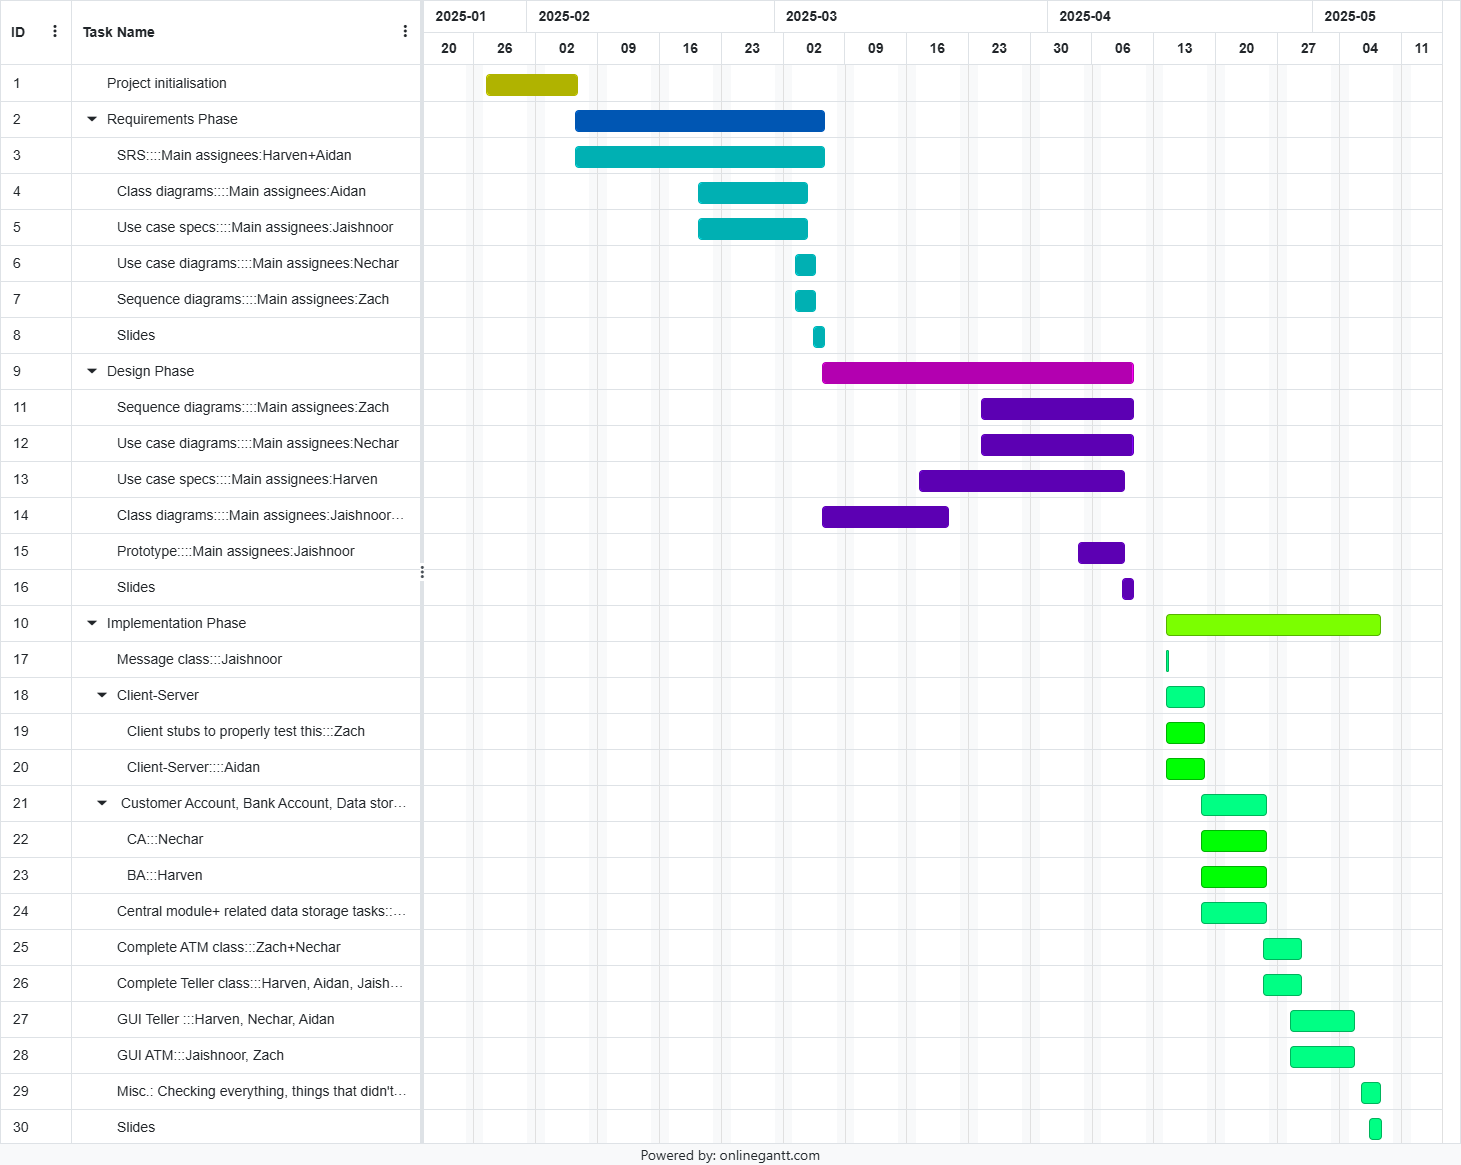 2025-01 2025-02 2025-03 2025-04 2025-05
ID Task Name
20 26 02 09 16 23 02 09 16 23 30 06 13 20 27 04 11
1 Project initialisation
2 Requirements Phase
3 SRS::::Main assignees:Harven+Aidan
4 Class diagrams::::Main assignees:Aidan
5 Use case specs::::Main assignees:Jaishnoor
6 Use case diagrams::::Main assignees:Nechar
7 Sequence diagrams::::Main assignees:Zach
8 Slides
9 Design Phase
11 Sequence diagrams::::Main assignees:Zach
12 Use case diagrams::::Main assignees:Nechar
13 Use case specs::::Main assignees:Harven
14 Class diagrams::::Main assignees:Jaishnoor...
15 Prototype::::Main assignees:Jaishnoor
16 Slides
10 Implementation Phase
17 Message class:::Jaishnoor
18 Client-Server
19 Client stubs to properly test this:::Zach
20 Client-Server::::Aidan
21 Customer Account, Bank Account, Data stor...
22 CA:::Nechar
23 BA:::Harven
24 Central module+ related data storage tasks::...
25 Complete ATM class:::Zach+Nechar
26 Complete Teller class:::Harven, Aidan, Jaish...
27 GUI Teller :::Harven, Nechar, Aidan
28 GUI ATM:::Jaishnoor, Zach
29 Misc.: Checking everything, things that didn't...
30 Slides
Powered by: onlinegantt.com